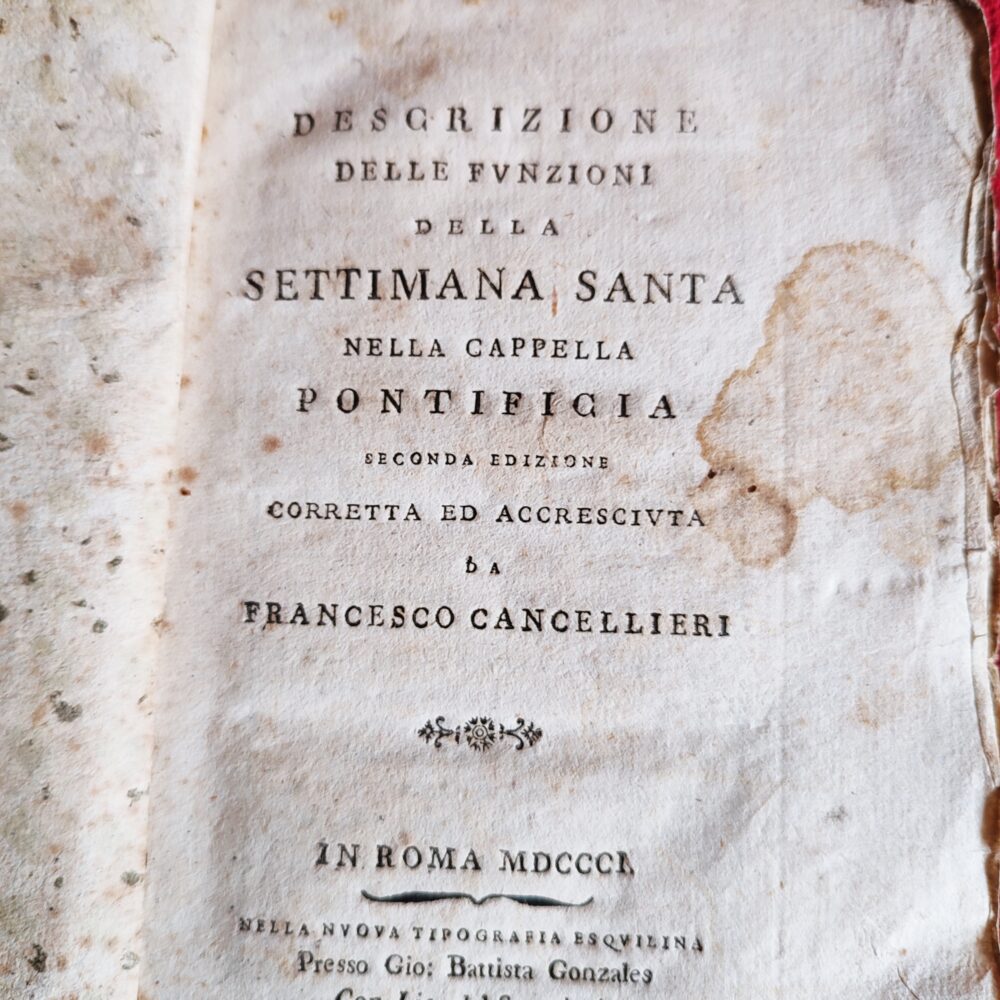 DESCRIZIONE
DELLE FVNZIONI
DELLA
SETTIMANA SANTA
NELLA CAPPELLA
PONTIFICIA
SECONDA EDIZIONE
CORRETTA ED ACCRESCIVTA
DA
FRANCESCO CANCELLIERI
IN ROMA MDCCCI.
NELLA NVOVA TIPOGRAFIA ESQVILINA
Presso Gio: Battista Gonzales
Con